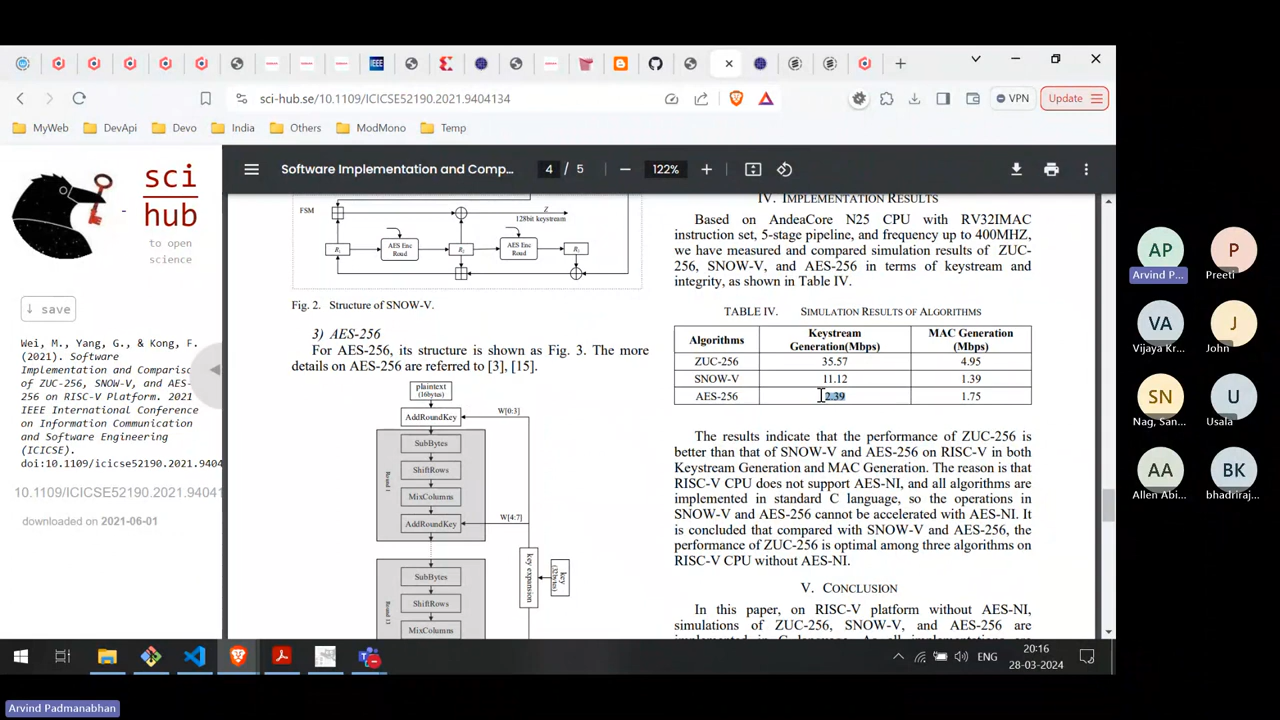 sci-hub.se/10.1109/ICICSE52190.2021.9404134
VPN
Update
MyWeb
DevApi
Devo
India
Others
ModMono
Temp
sci
hub
to open
science
↓ save
Wei, M., Yang, G., & Kong, F.
(2021). Software
Implementation and Comparison
of ZUC-256, SNOW-V, and AES-
256 on RISC-V Platform. 2021
IEEE International Conference
on Information Communication
and Software Engineering
(ICICSE).
doi:10.1109/icicse52190.2021.9404
10.1109/ICICSE52190.2021.9404
downloaded on 2021-06-01
Software Implementation and Comp...
4 / 5
122%
FSM
Z
128bit keystream
R1
AES Enc
Roud
R2
AES Enc
Roud
Fig. 2. Structure of SNOW-V.
3) AES-256
For AES-256, its structure is shown as Fig. 3. The more
details on AES-256 are referred to [3], [15].
plaintext
(16bytes)
AddRoundKey
W[0:3]
SubBytes
ShiftRows
MixColumns
AddRoundKey
W[4:7]
Round 1
key expansion
key
(32bytes)
SubBytes
ShiftRows
MixColumns
Round 13
IV. IMPLEMENTATION RESULTS
Based on AndeaCore N25 CPU with RV32IMAC
instruction set, 5-stage pipeline, and frequency up to 400MHZ,
we have measured and compared simulation results of ZUC-
256, SNOW-V, and AES-256 in terms of keystream and
integrity, as shown in Table IV.
TABLE IV. SIMULATION RESULTS OF ALGORITHMS
Algorithms Keystream Generation(Mbps) MAC Generation (Mbps)
ZUC-256 35.57 4.95
SNOW-V 11.12 1.39
AES-256 2.39 1.75
The results indicate that the performance of ZUC-256 is
better than that of SNOW-V and AES-256 on RISC-V in both
Keystream Generation and MAC Generation. The reason is that
RISC-V CPU does not support AES-NI, and all algorithms are
implemented in standard C language, so the operations in
SNOW-V and AES-256 cannot be accelerated with AES-NI. It
is concluded that compared with SNOW-V and AES-256, the
performance of ZUC-256 is optimal among three algorithms on
RISC-V CPU without AES-NI.
V. CONCLUSION
In this paper, on RISC-V platform without AES-NI,
simulations of ZUC-256, SNOW-V, and AES-256 are
AP
Arvind P...
P
Preeti
VA
Vijaya Kr...
J
John
SN
Nag, San...
U
Usala
AA
Allen Abi...
BK
bhadriraj...
ENG
20:16
28-03-2024
Arvind Padmanabhan